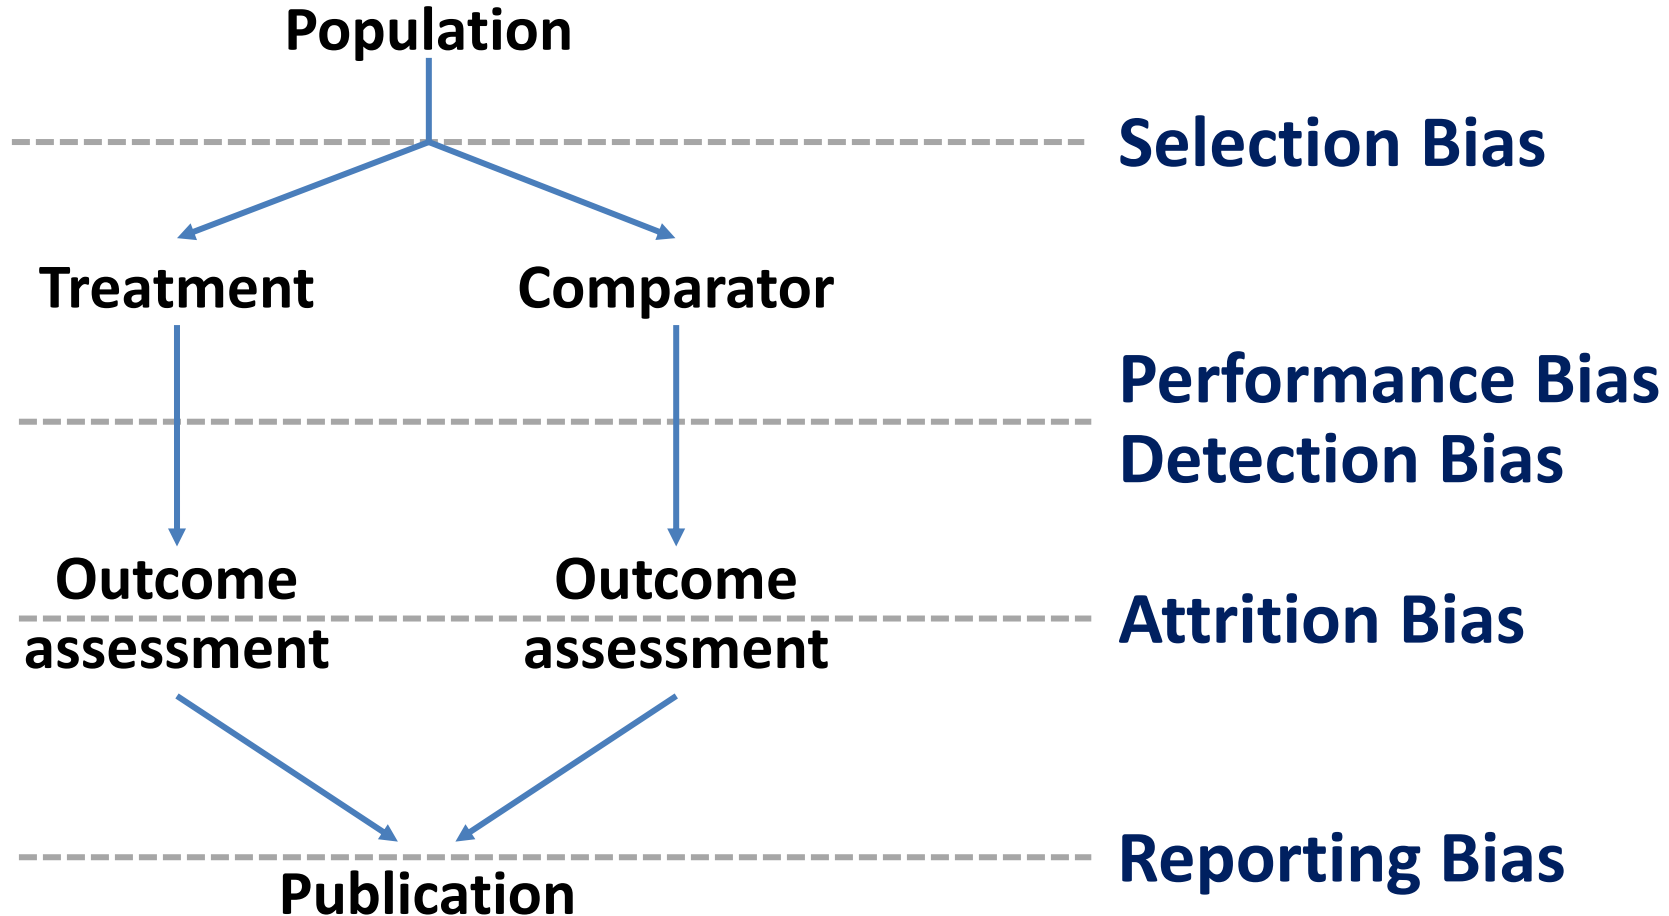 Population
Selection Bias
Treatment
Comparator
Performance Bias
Detection Bias
Outcome
assessment
Outcome
assessment
Attrition Bias
Reporting Bias
Publication